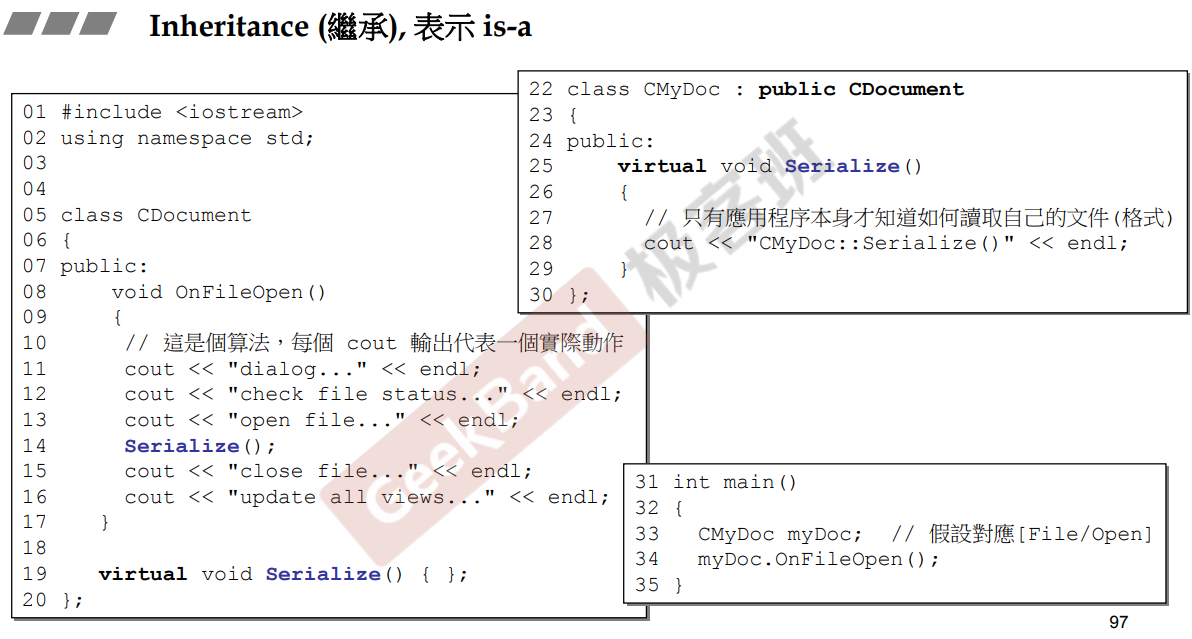 Inheritance (繼承), 表示 is-a
01 #include <iostream>
02 using namespace std;
03
04
05 class CDocument
06 {
07 public:
08     void OnFileOpen()
09     {
10      // 這是個算法，每個 cout 輸出代表一個實際動作
11      cout << "dialog..." << endl;
12      cout << "check file status..." << endl;
13      cout << "open file..." << endl;
14      Serialize();
15      cout << "close file..." << endl;
16      cout << "update all views..." << endl;
17    }
18
19    virtual void Serialize() { };
20 };
22 class CMyDoc : public CDocument
23 {
24 public:
25     virtual void Serialize()
26     {
27       // 只有應用程序本身才知道如何讀取自己的文件(格式)
28       cout << "CMyDoc::Serialize()" << endl;
29     }
30 };
31 int main()
32 {
33   CMyDoc myDoc;  // 假設對應[File/Open]
34   myDoc.OnFileOpen();
35 }
GeekBand
极客班
97